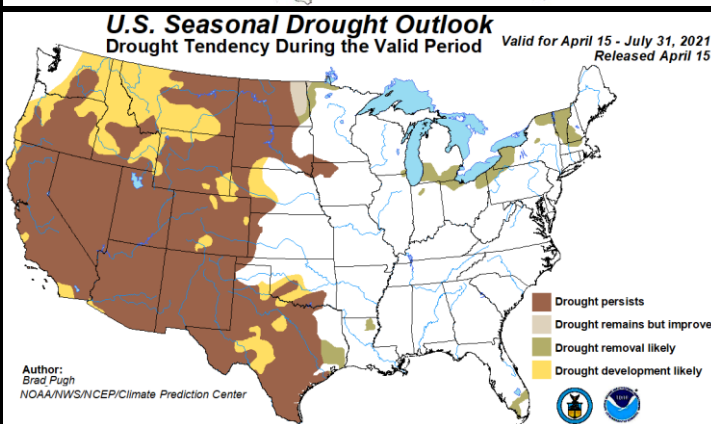 U.S. Seasonal Drought Outlook
Drought Tendency During the Valid Period
Valid for April 15 - July 31, 2021
Released April 15
Drought persists
Drought remains but improve
Drought removal likely
Drought development likely
Author:
Brad Pugh
NOAA/NWS/NCEP/Climate Prediction Center